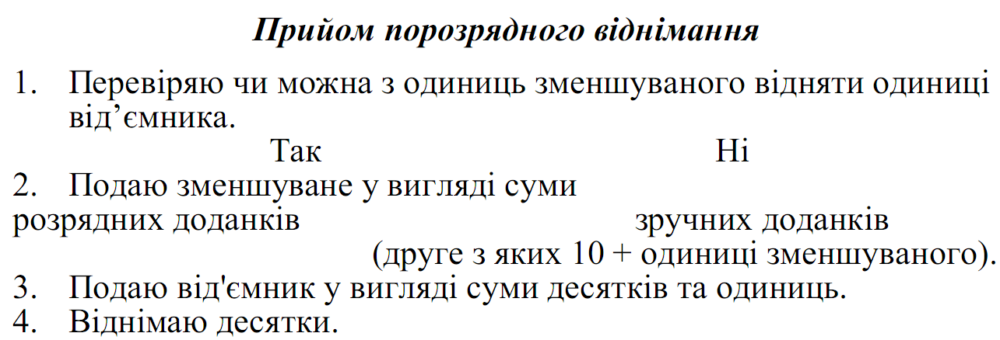 Прийом порозрядного віднімання
1. Перевіряю чи можна з одиниць зменшуваного відняти одиниці
від’ємника.
Так Ні
2. Подаю зменшуване у вигляді суми
розрядних доданків зручних доданків
(друге з яких 10 + одиниці зменшуваного).
3. Подаю від'ємник у вигляді суми десятків та одиниць.
4. Віднімаю десятки.